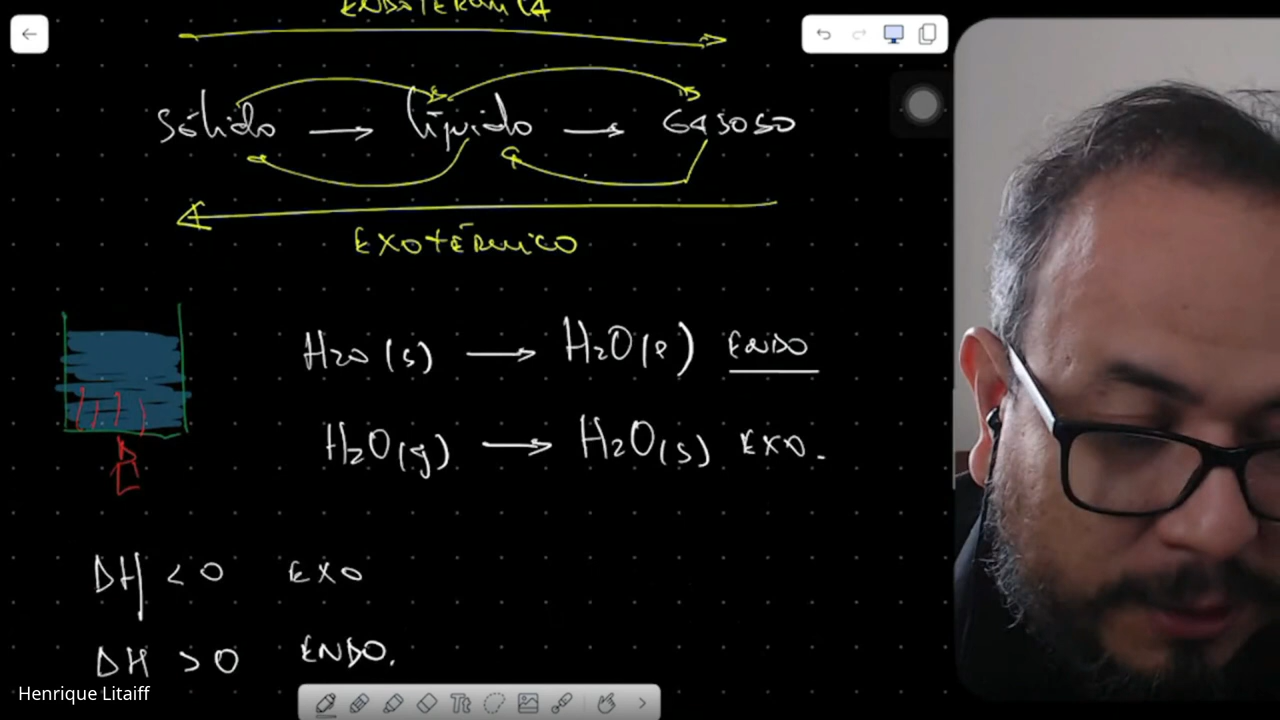 ENDOTÉRMICA
Sólido → líquido → GASOSO
EXOTÉRMICO
H2O (s) → H2O(l) ENDO
H2O(g) → H2O(s) EXO.
ΔH < 0 EXO
ΔH > 0 ENDO.
Henrique Litaiff
Tt